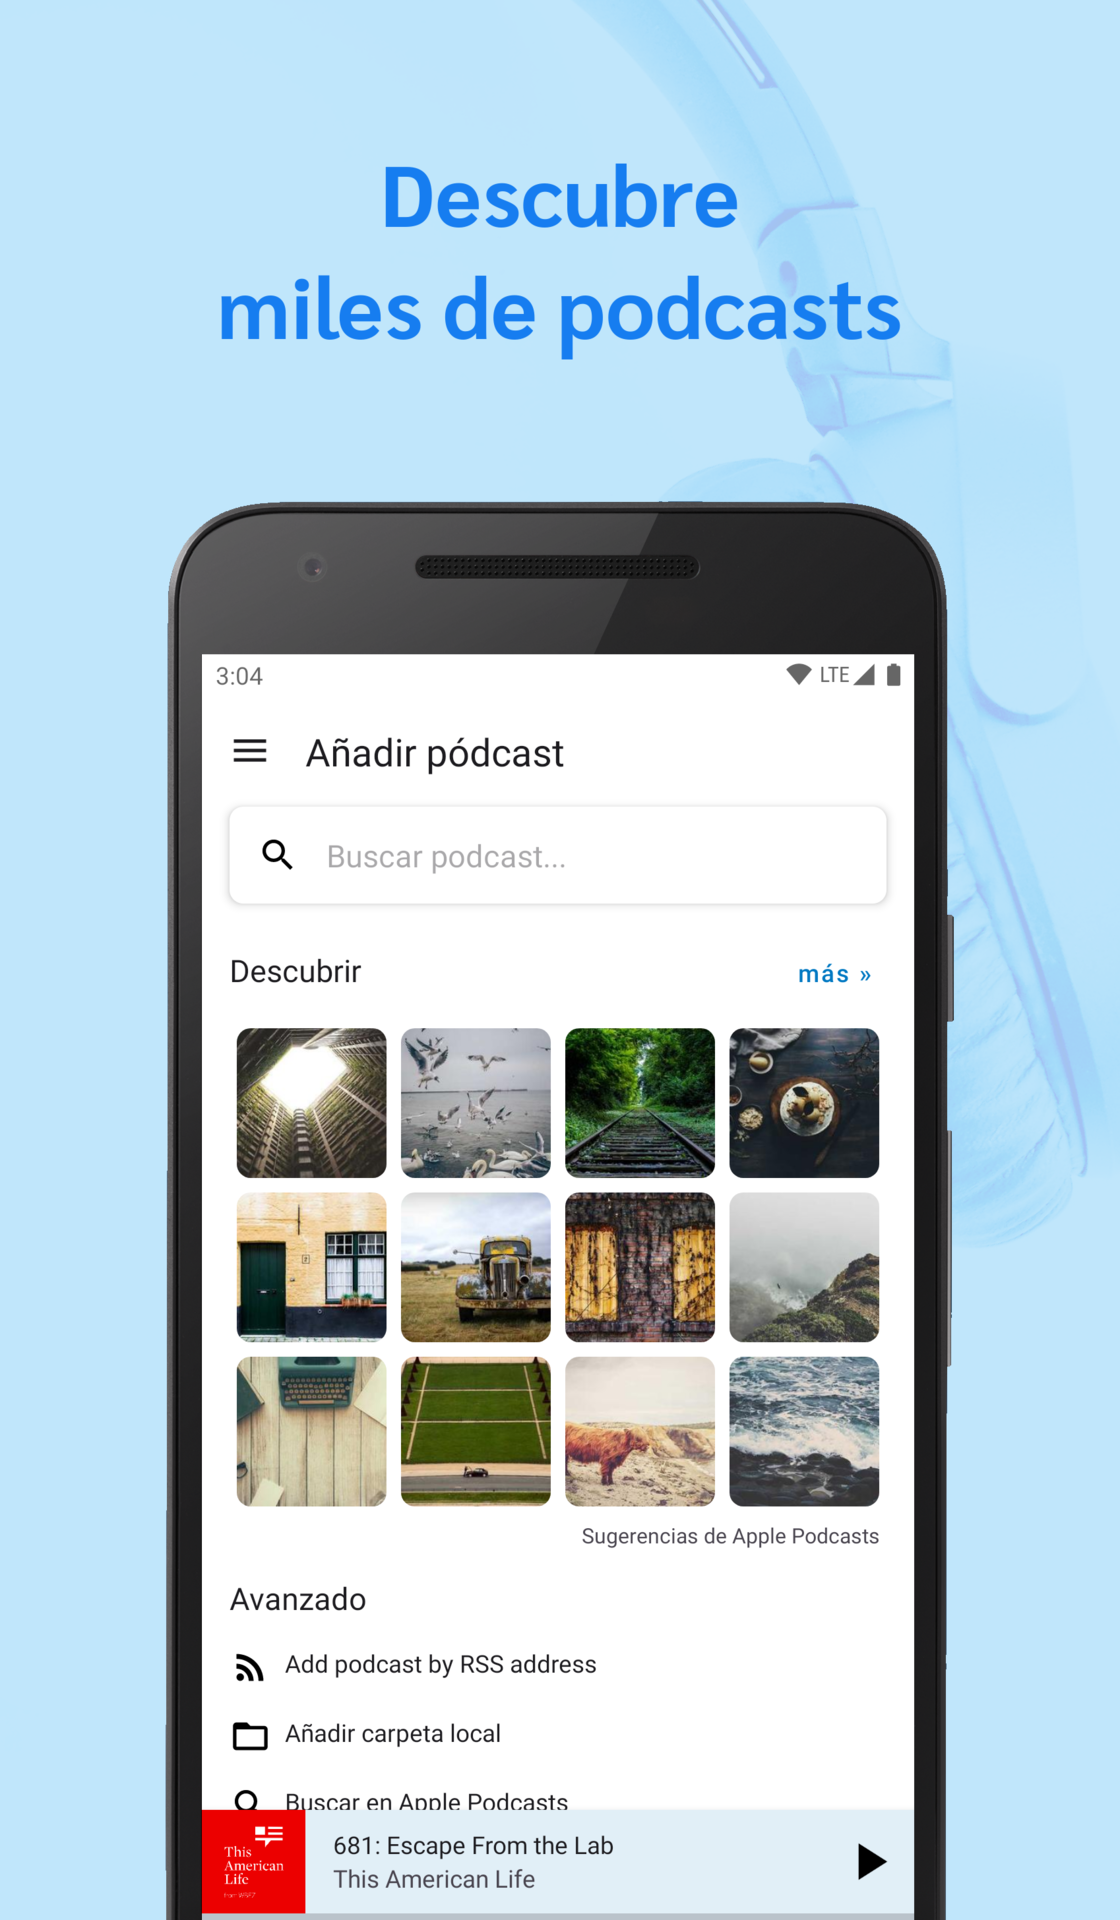 Descubre
miles de podcasts
3:04
LTE
Añadir pódcast
Buscar podcast...
Descubrir
más »
Sugerencias de Apple Podcasts
Avanzado
Add podcast by RSS address
Añadir carpeta local
Buscar en Apple Podcasts
This
American
Life
681: Escape From the Lab
This American Life